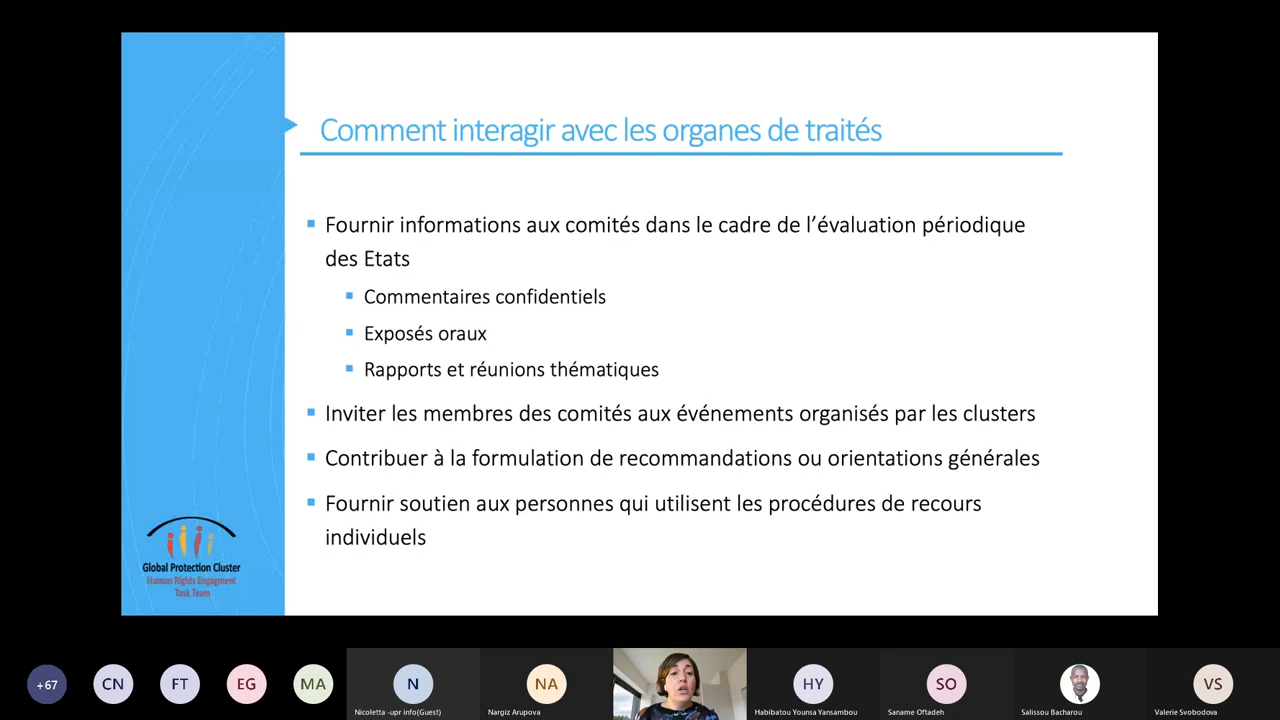 Comment interagir avec les organes de traités
Fournir informations aux comités dans le cadre de l’évaluation périodique
des Etats
Commentaires confidentiels
Exposés oraux
Rapports et réunions thématiques
Inviter les membres des comités aux événements organisés par les clusters
Contribuer à la formulation de recommandations ou orientations générales
Fournir soutien aux personnes qui utilisent les procédures de recours
individuels
Global Protection Cluster
Human Rights Engagment
Task Team
+67
CN
FT
EG
MA
N
NA
HY
SO
VS
Nicoletta -upr info(Guest)
Nargiz Arupova
Habibatou Younsa Yansambou
Saname Oftadeh
Salissou Bacharou
Valerie Svobodova